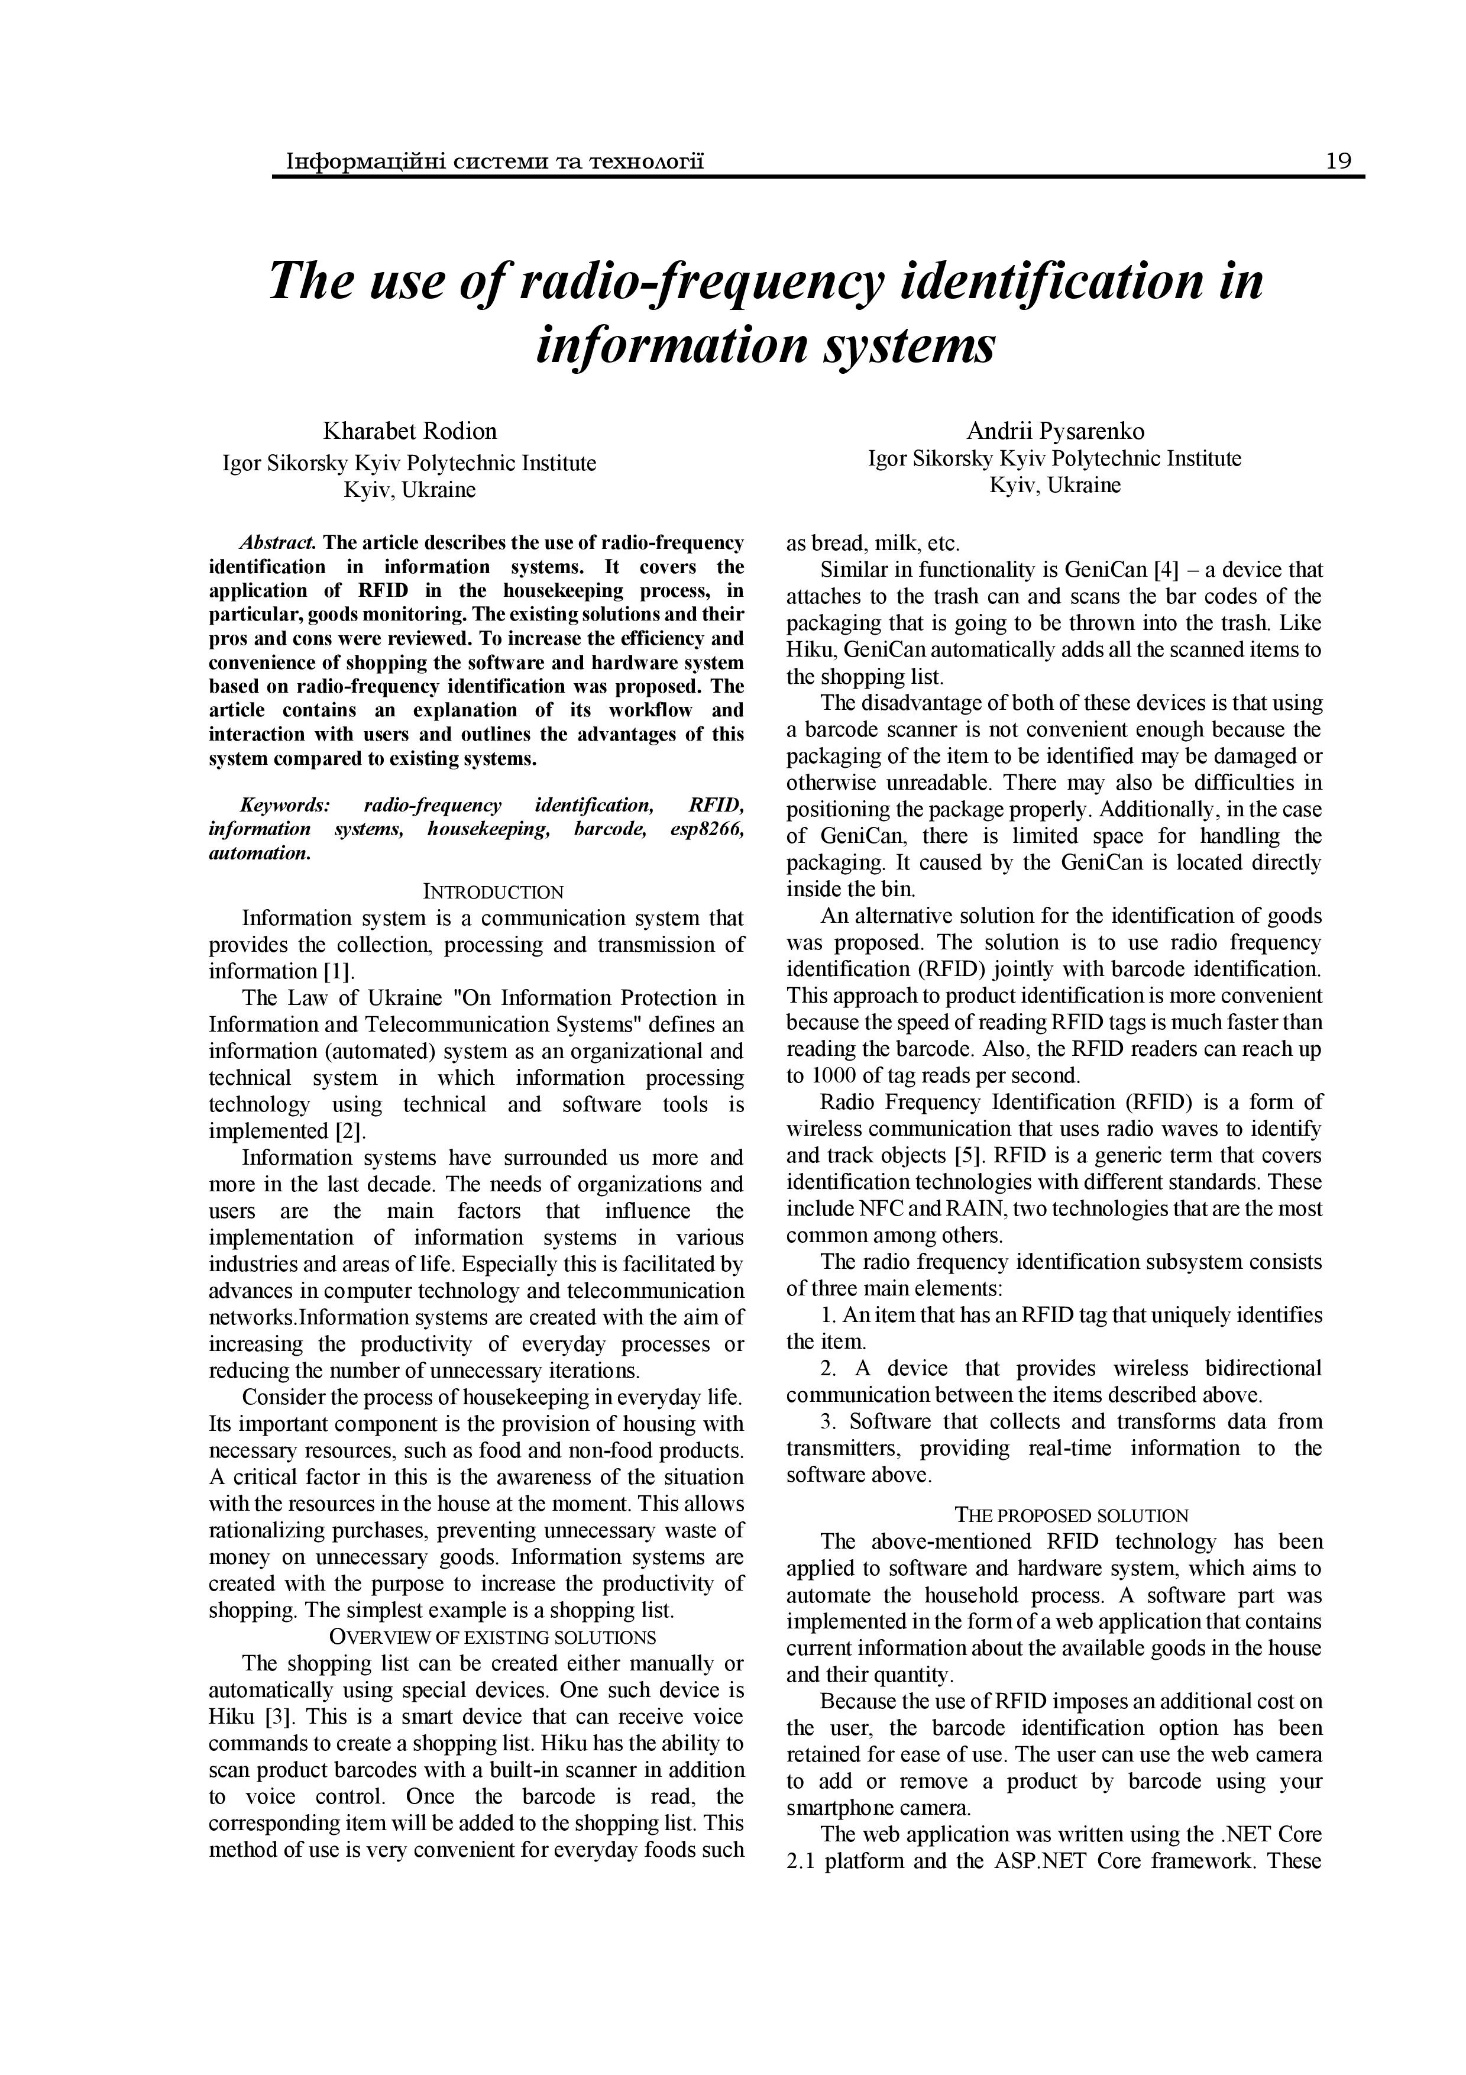 Інформаційні системи та технології 19
The use of radio-frequency identification in
information systems
Kharabet Rodion
Igor Sikorsky Kyiv Polytechnic Institute
Kyiv, Ukraine
Andrii Pysarenko
Igor Sikorsky Kyiv Polytechnic Institute
Kyiv, Ukraine
Abstract. The article describes the use of radio-frequency
identification in information systems. It covers the
application of RFID in the housekeeping process, in
particular, goods monitoring. The existing solutions and their
pros and cons were reviewed. To increase the efficiency and
convenience of shopping the software and hardware system
based on radio-frequency identification was proposed. The
article contains an explanation of its workflow and
interaction with users and outlines the advantages of this
system compared to existing systems.
Keywords: radio-frequency identification, RFID,
information systems, housekeeping, barcode, esp8266,
automation.
INTRODUCTION
Information system is a communication system that
provides the collection, processing and transmission of
information [1].
The Law of Ukraine "On Information Protection in
Information and Telecommunication Systems" defines an
information (automated) system as an organizational and
technical system in which information processing
technology using technical and software tools is
implemented [2].
Information systems have surrounded us more and
more in the last decade. The needs of organizations and
users are the main factors that influence the
implementation of information systems in various
industries and areas of life. Especially this is facilitated by
advances in computer technology and telecommunication
networks.Information systems are created with the aim of
increasing the productivity of everyday processes or
reducing the number of unnecessary iterations.
Consider the process of housekeeping in everyday life.
Its important component is the provision of housing with
necessary resources, such as food and non-food products.
A critical factor in this is the awareness of the situation
with the resources in the house at the moment. This allows
rationalizing purchases, preventing unnecessary waste of
money on unnecessary goods. Information systems are
created with the purpose to increase the productivity of
shopping. The simplest example is a shopping list.
OVERVIEW OF EXISTING SOLUTIONS
The shopping list can be created either manually or
automatically using special devices. One such device is
Hiku [3]. This is a smart device that can receive voice
commands to create a shopping list. Hiku has the ability to
scan product barcodes with a built-in scanner in addition
to voice control. Once the barcode is read, the
corresponding item will be added to the shopping list. This
method of use is very convenient for everyday foods such
as bread, milk, etc.
Similar in functionality is GeniCan [4] – a device that
attaches to the trash can and scans the bar codes of the
packaging that is going to be thrown into the trash. Like
Hiku, GeniCan automatically adds all the scanned items to
the shopping list.
The disadvantage of both of these devices is that using
a barcode scanner is not convenient enough because the
packaging of the item to be identified may be damaged or
otherwise unreadable. There may also be difficulties in
positioning the package properly. Additionally, in the case
of GeniCan, there is limited space for handling the
packaging. It caused by the GeniCan is located directly
inside the bin.
An alternative solution for the identification of goods
was proposed. The solution is to use radio frequency
identification (RFID) jointly with barcode identification.
This approach to product identification is more convenient
because the speed of reading RFID tags is much faster than
reading the barcode. Also, the RFID readers can reach up
to 1000 of tag reads per second.
Radio Frequency Identification (RFID) is a form of
wireless communication that uses radio waves to identify
and track objects [5]. RFID is a generic term that covers
identification technologies with different standards. These
include NFC and RAIN, two technologies that are the most
common among others.
The radio frequency identification subsystem consists
of three main elements:
1. An item that has an RFID tag that uniquely identifies
the item.
2. A device that provides wireless bidirectional
communication between the items described above.
3. Software that collects and transforms data from
transmitters, providing real-time information to the
software above.
THE PROPOSED SOLUTION
The above-mentioned RFID technology has been
applied to software and hardware system, which aims to
automate the household process. A software part was
implemented in the form of a web application that contains
current information about the available goods in the house
and their quantity.
Because the use of RFID imposes an additional cost on
the user, the barcode identification option has been
retained for ease of use. The user can use the web camera
to add or remove a product by barcode using your
smartphone camera.
The web application was written using the .NET Core
2.1 platform and the ASP.NET Core framework. These